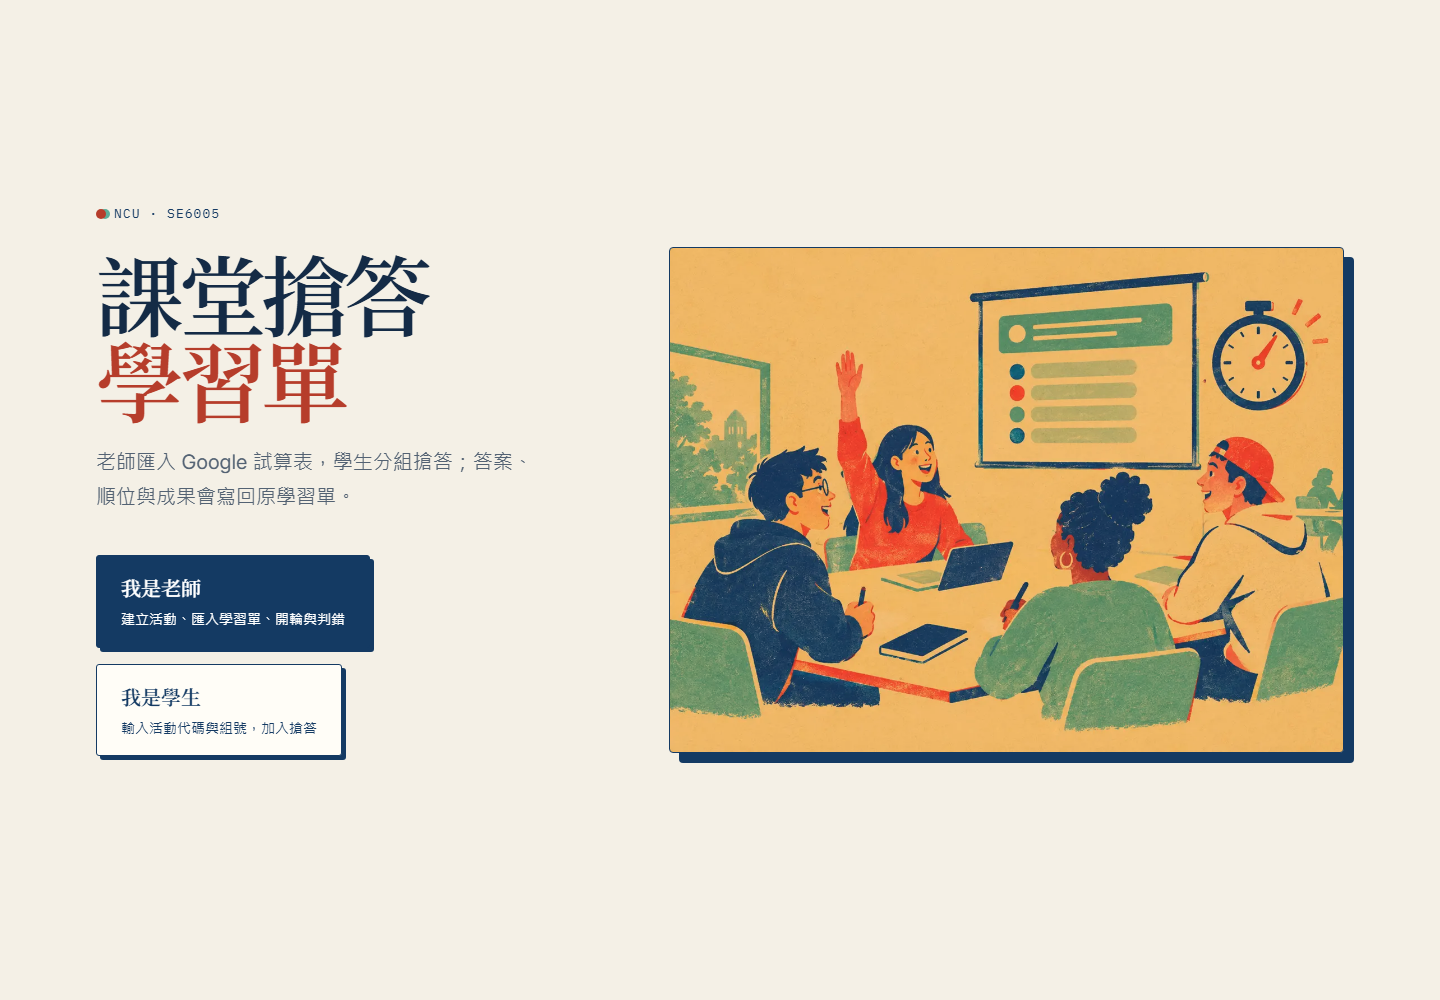 NCU · SE6005
課堂搶答
學習單
老師匯入 Google 試算表，學生分組搶答；答案、
順位與成果會寫回原學習單。
我是老師
建立活動、匯入學習單、開輪與判錯
我是學生
輸入活動代碼與組號，加入搶答